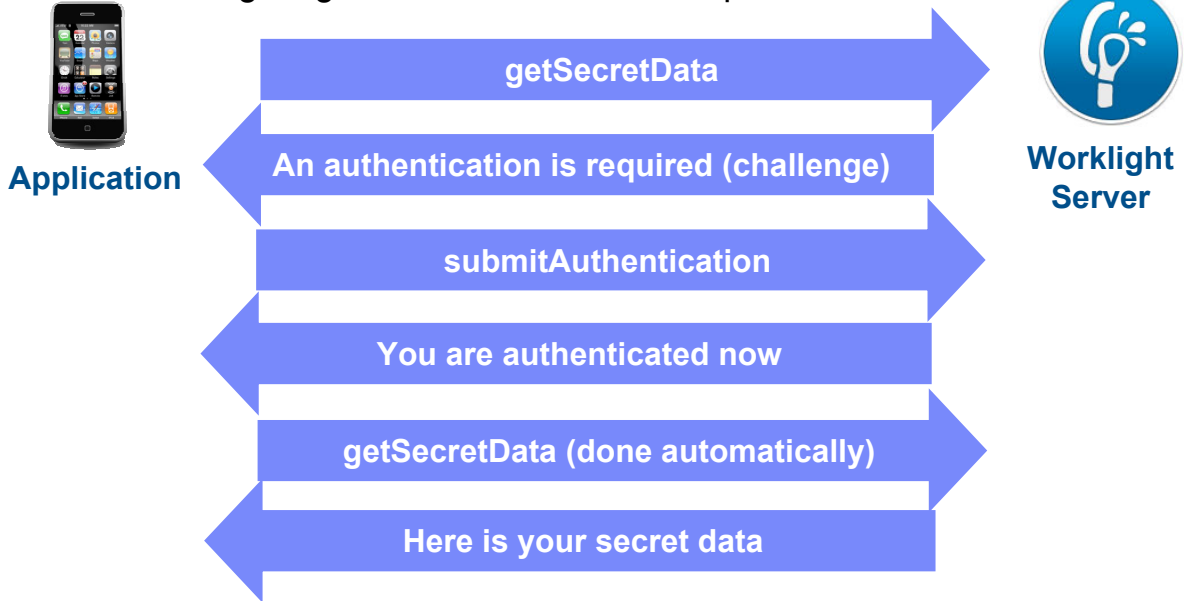 getSecretData
An authentication is required (challenge)
Application
Worklight
Server
submitAuthentication
You are authenticated now
getSecretData (done automatically)
Here is your secret data